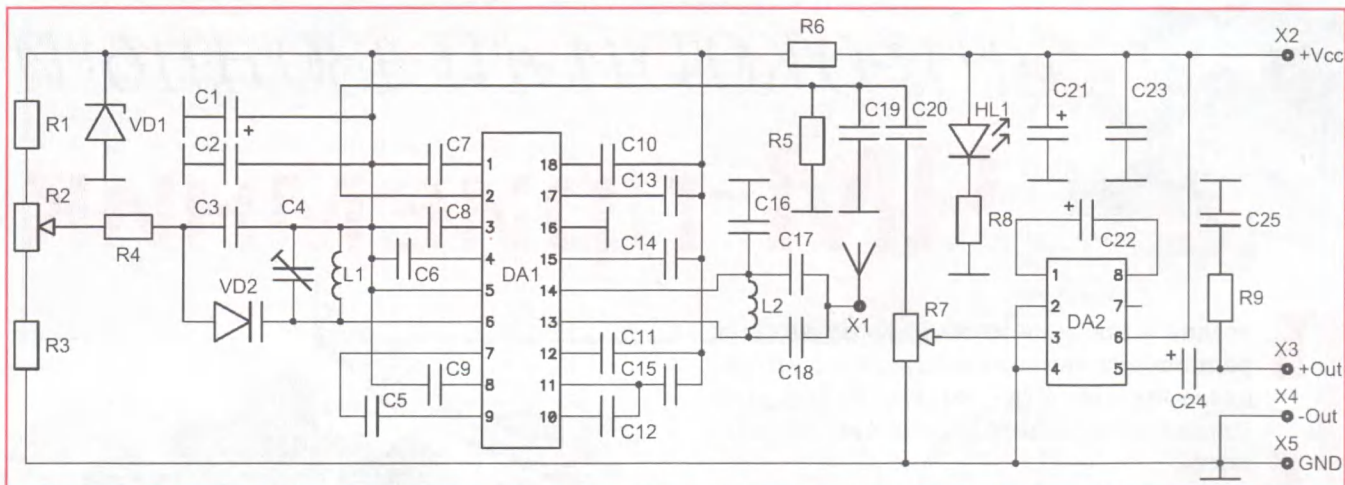 R6
X2
+Vcc
C1
C19
C20
C21
C23
HL1
R1
VD1
+
+
C2
C7
1
18
C10
R5
R2
C3
C4
2
17
C13
C16
C8
3
16
C17
+
C22
C25
R4
L1
C6
4
DA1
15
C14
R8
5
14
1
8
R9
VD2
L2
X1
R7
2
DA2
7
6
13
3
6
R3
7
12
C11
C18
4
5
+
X3
+Out
C9
8
11
C15
C24
X4
-Out
C5
9
10
C12
X5
GND